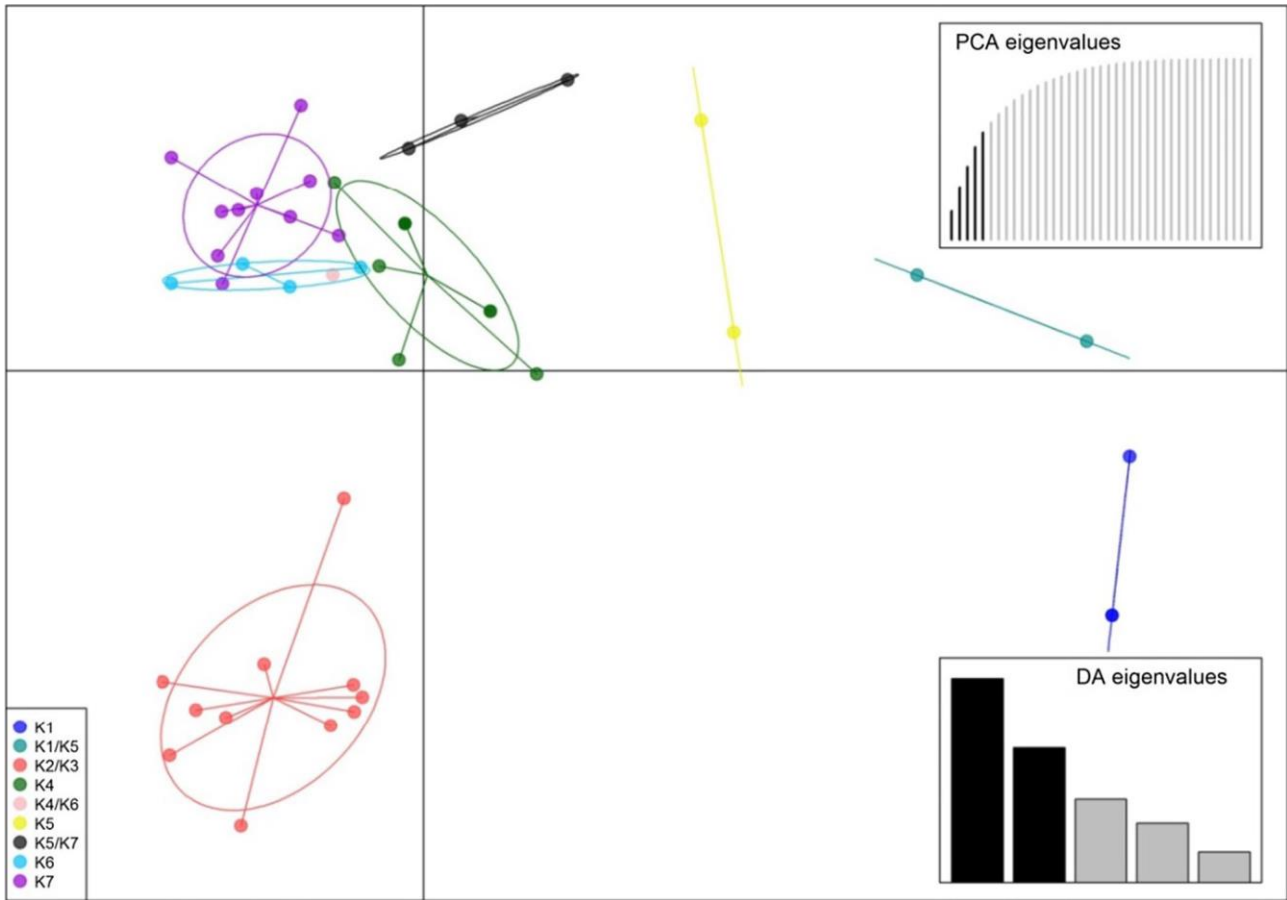 PCA eigenvalues
DA eigenvalues
K1
K1/K5
K2/K3
K4
K4/K6
K5
K5/K7
K6
K7